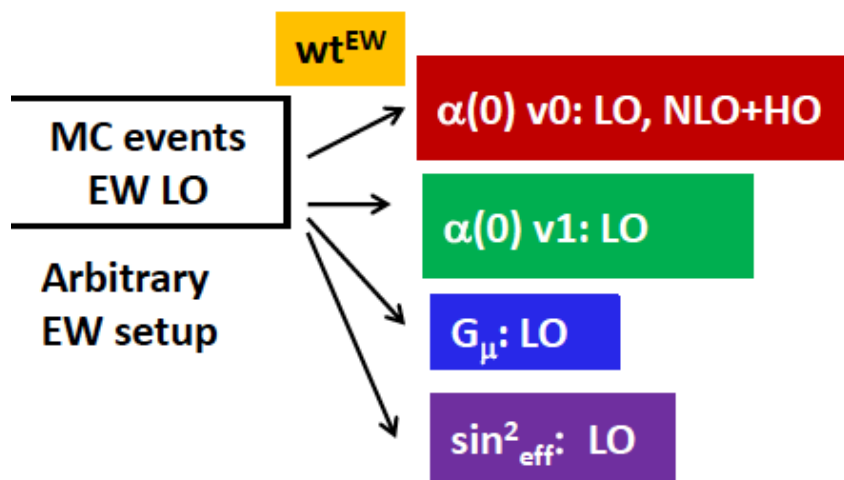 wt^EW
MC events
EW LO
Arbitrary
EW setup
α(0) v0: LO, NLO+HO
α(0) v1: LO
G_μ: LO
sin²_eff: LO